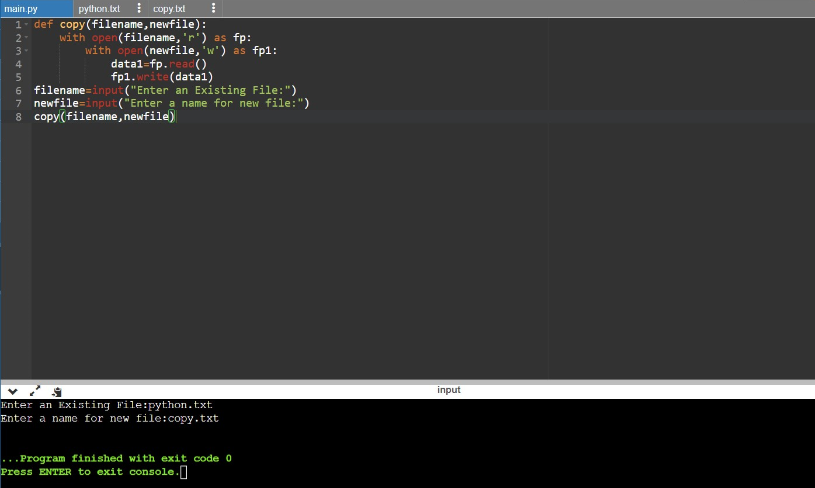 main.py python.txt copy.txt
1 def copy(filename,newfile):
2 with open(filename,'r') as fp:
3 with open(newfile,'w') as fp1:
4 data1=fp.read()
5 fp1.write(data1)
6 filename=input("Enter an Existing File:")
7 newfile=input("Enter a name for new file:")
8 copy(filename,newfile)
input
Enter an Existing File:python.txt
Enter a name for new file:copy.txt
...Program finished with exit code 0
Press ENTER to exit console.